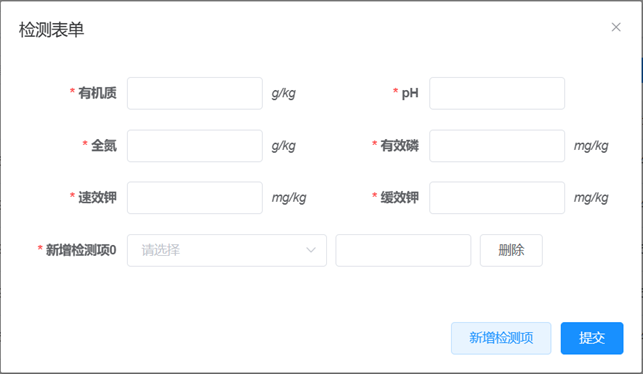 检测表单
* 有机质 g/kg * pH
* 全氮 g/kg * 有效磷 mg/kg
* 速效钾 mg/kg * 缓效钾 mg/kg
* 新增检测项0 请选择 删除
新增检测项 提交